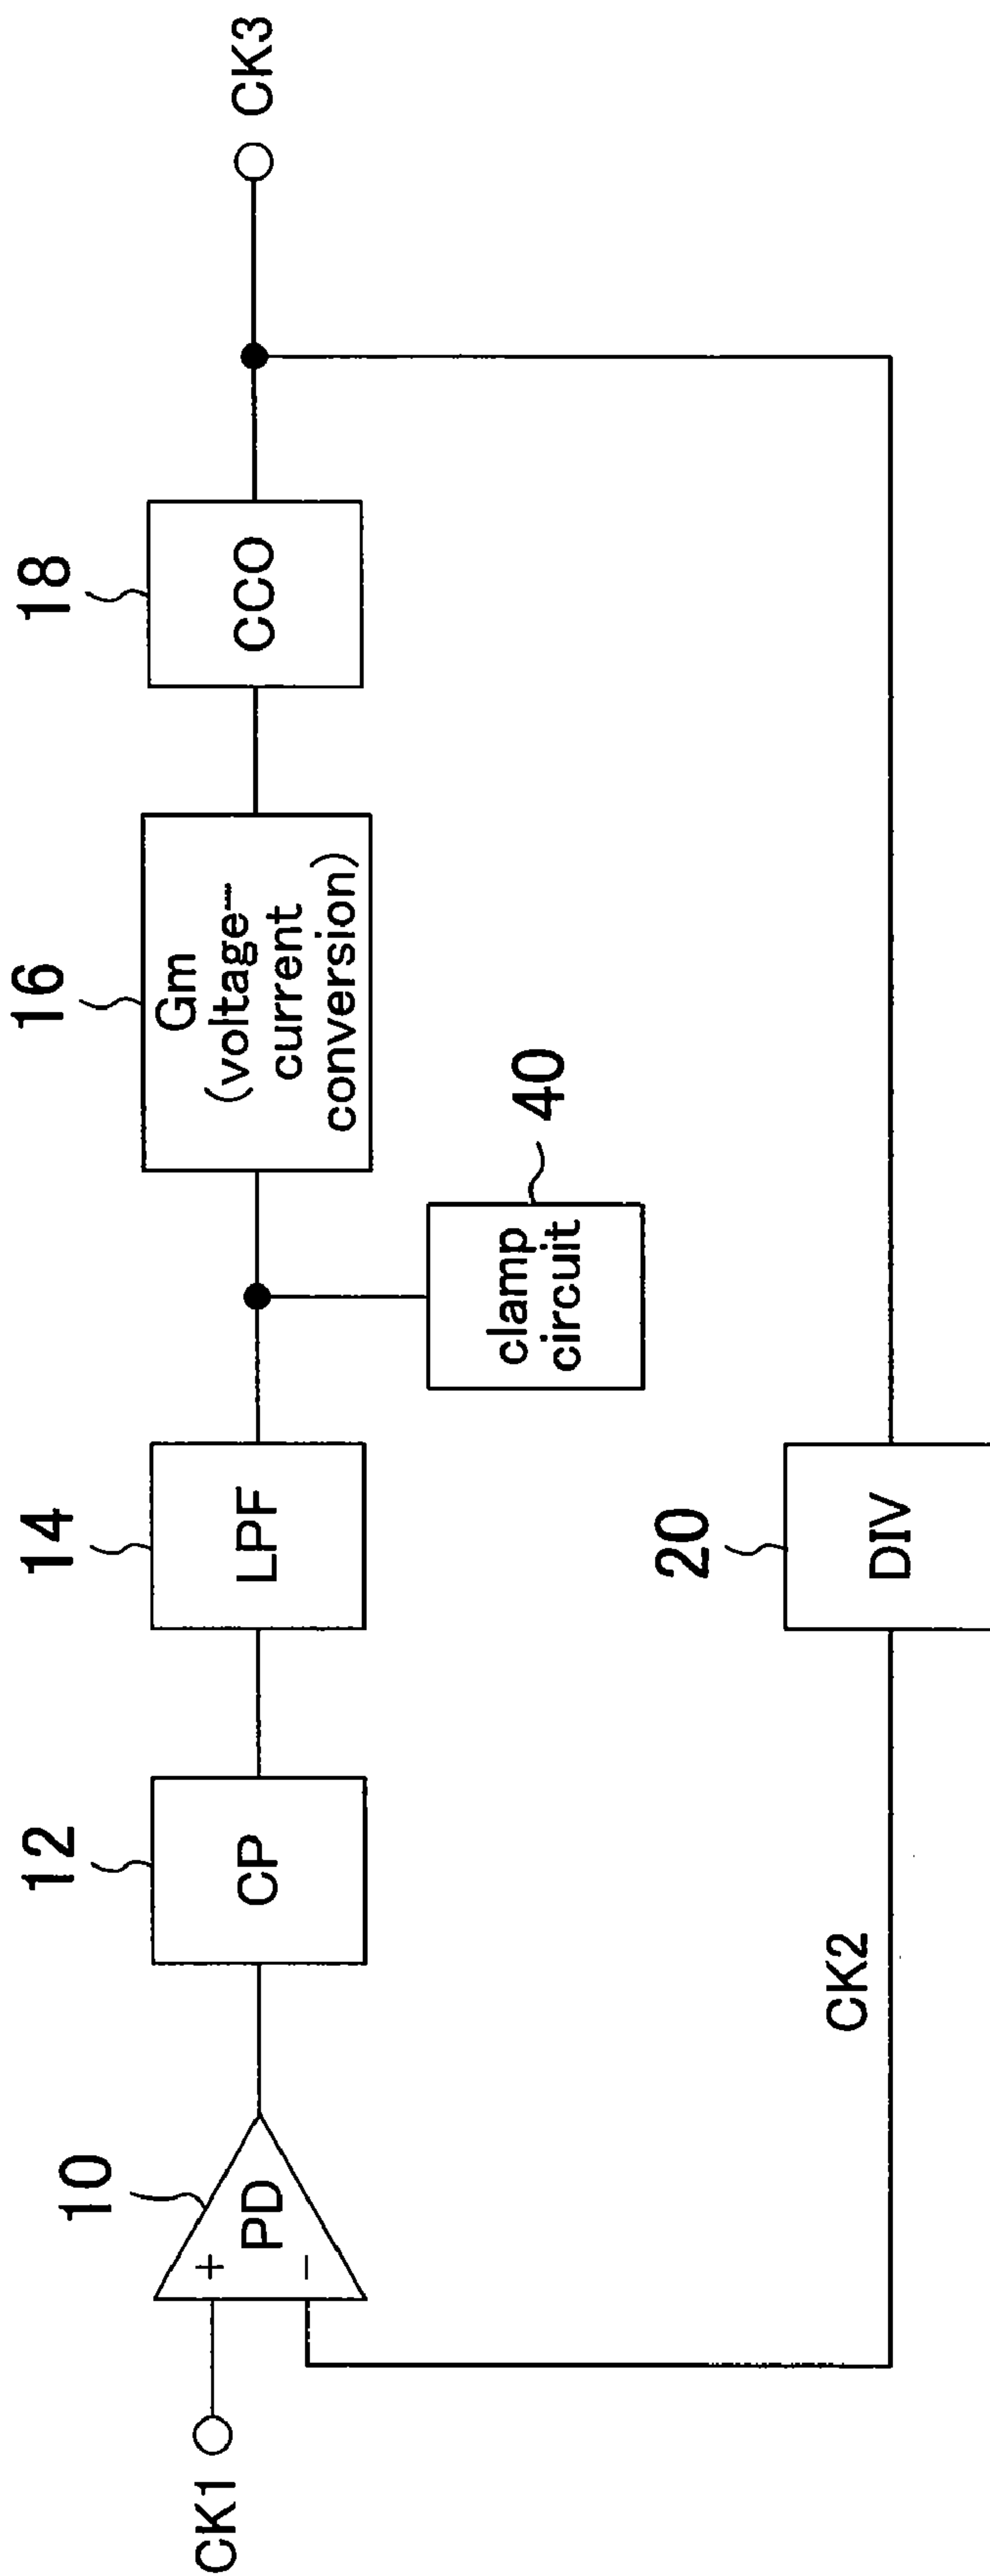 CK1
10
+
PD
−
12
CP
14
LPF
clamp
circuit
40
16
Gm
(voltage-
current
conversion)
18
CCO
CK3
CK2
20
DIV